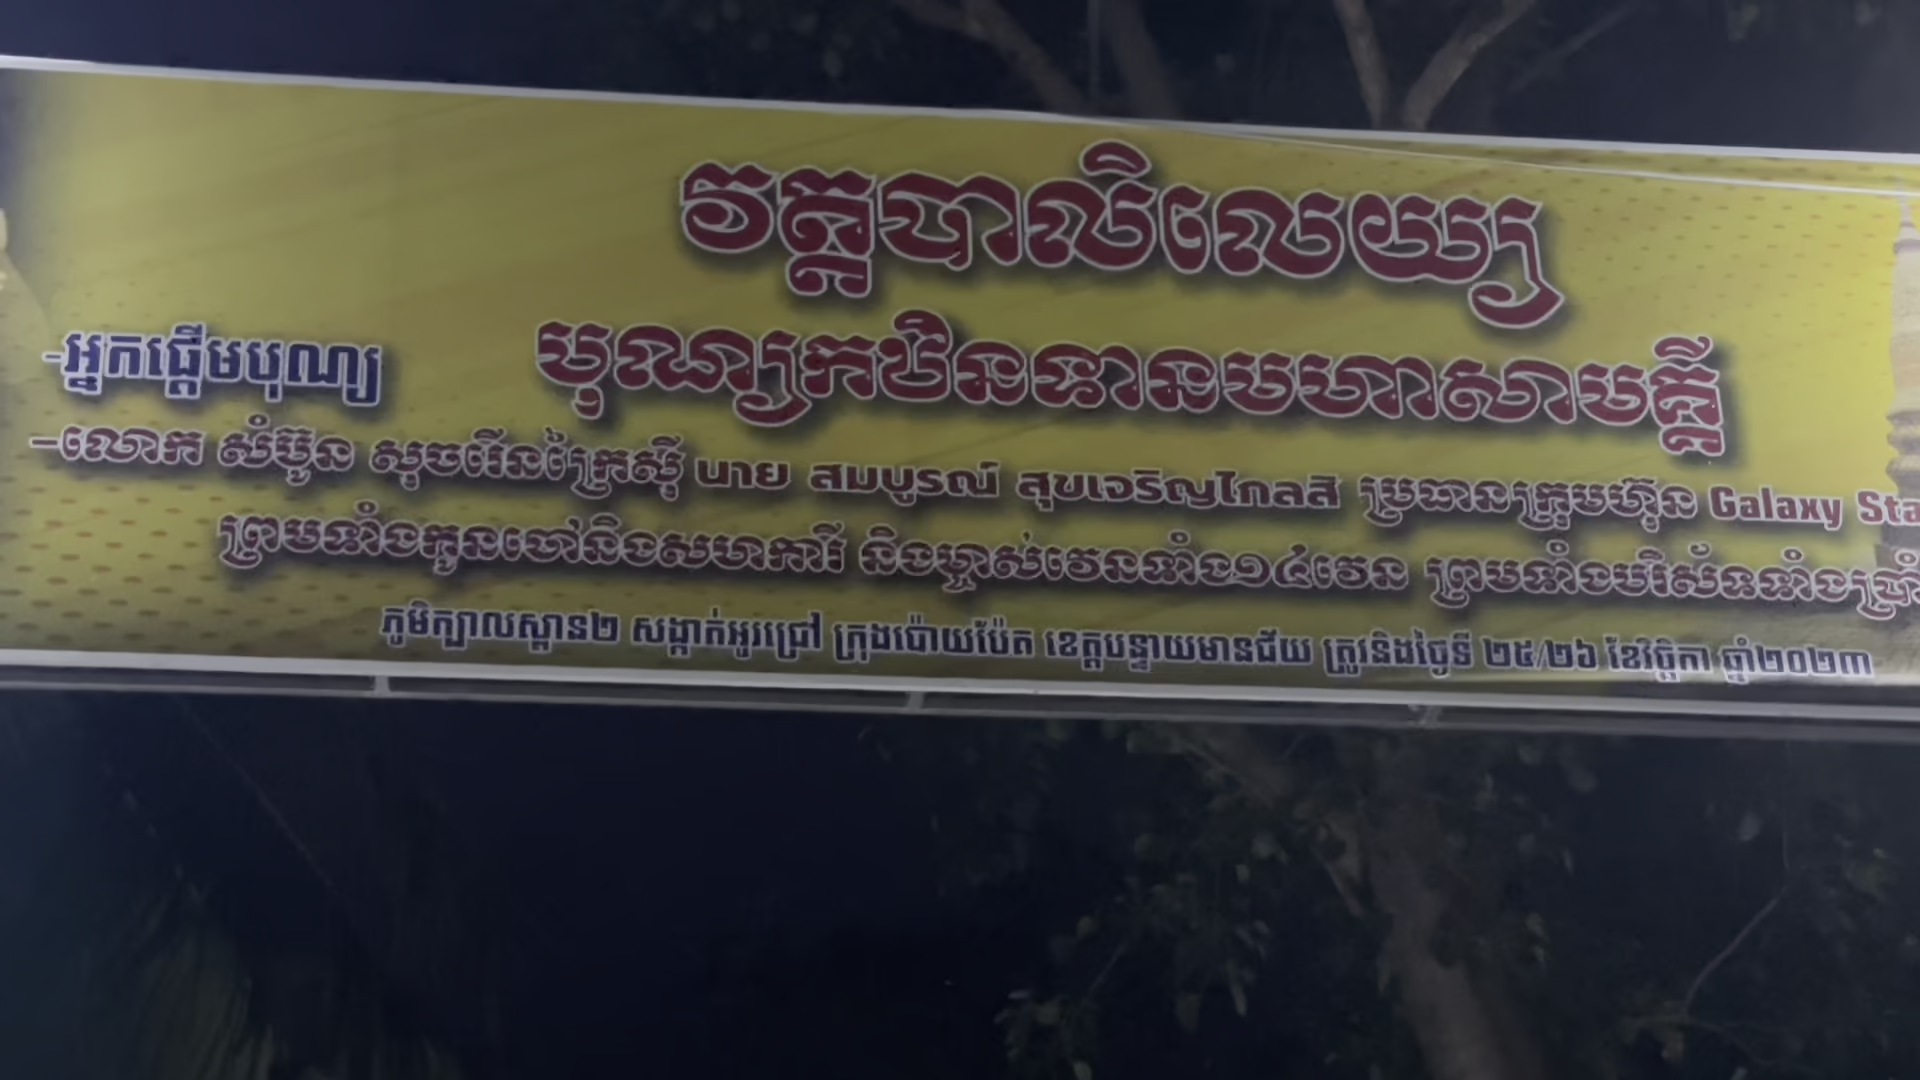 វត្តបាលិលេយ្យ
បុណ្យកឋិនទានមហាសាមគ្គី
-អ្នកផ្តើមបុណ្យ
-លោក សំប៊ូន សុចរើនក្រៃស៊ី นาย สมบูรณ์ สุขเจริญไกลสิ ប្រធានក្រុមហ៊ុន Galaxy Sta
ព្រមទាំងកូនចៅនិងសហការី និងម្ចាស់វេនទាំង១៤វេន ព្រមទាំងបរិស័ទទាំងប្រាំ
ភូមិក្បាលស្ពាន២ សង្កាត់អូរជ្រៅ ក្រុងប៉ោយប៉ែត ខេត្តបន្ទាយមានជ័យ ត្រូវនិងថ្ងៃទី ២៥/២៦ ខែវិច្ឆិកា ឆ្នាំ២០២៣